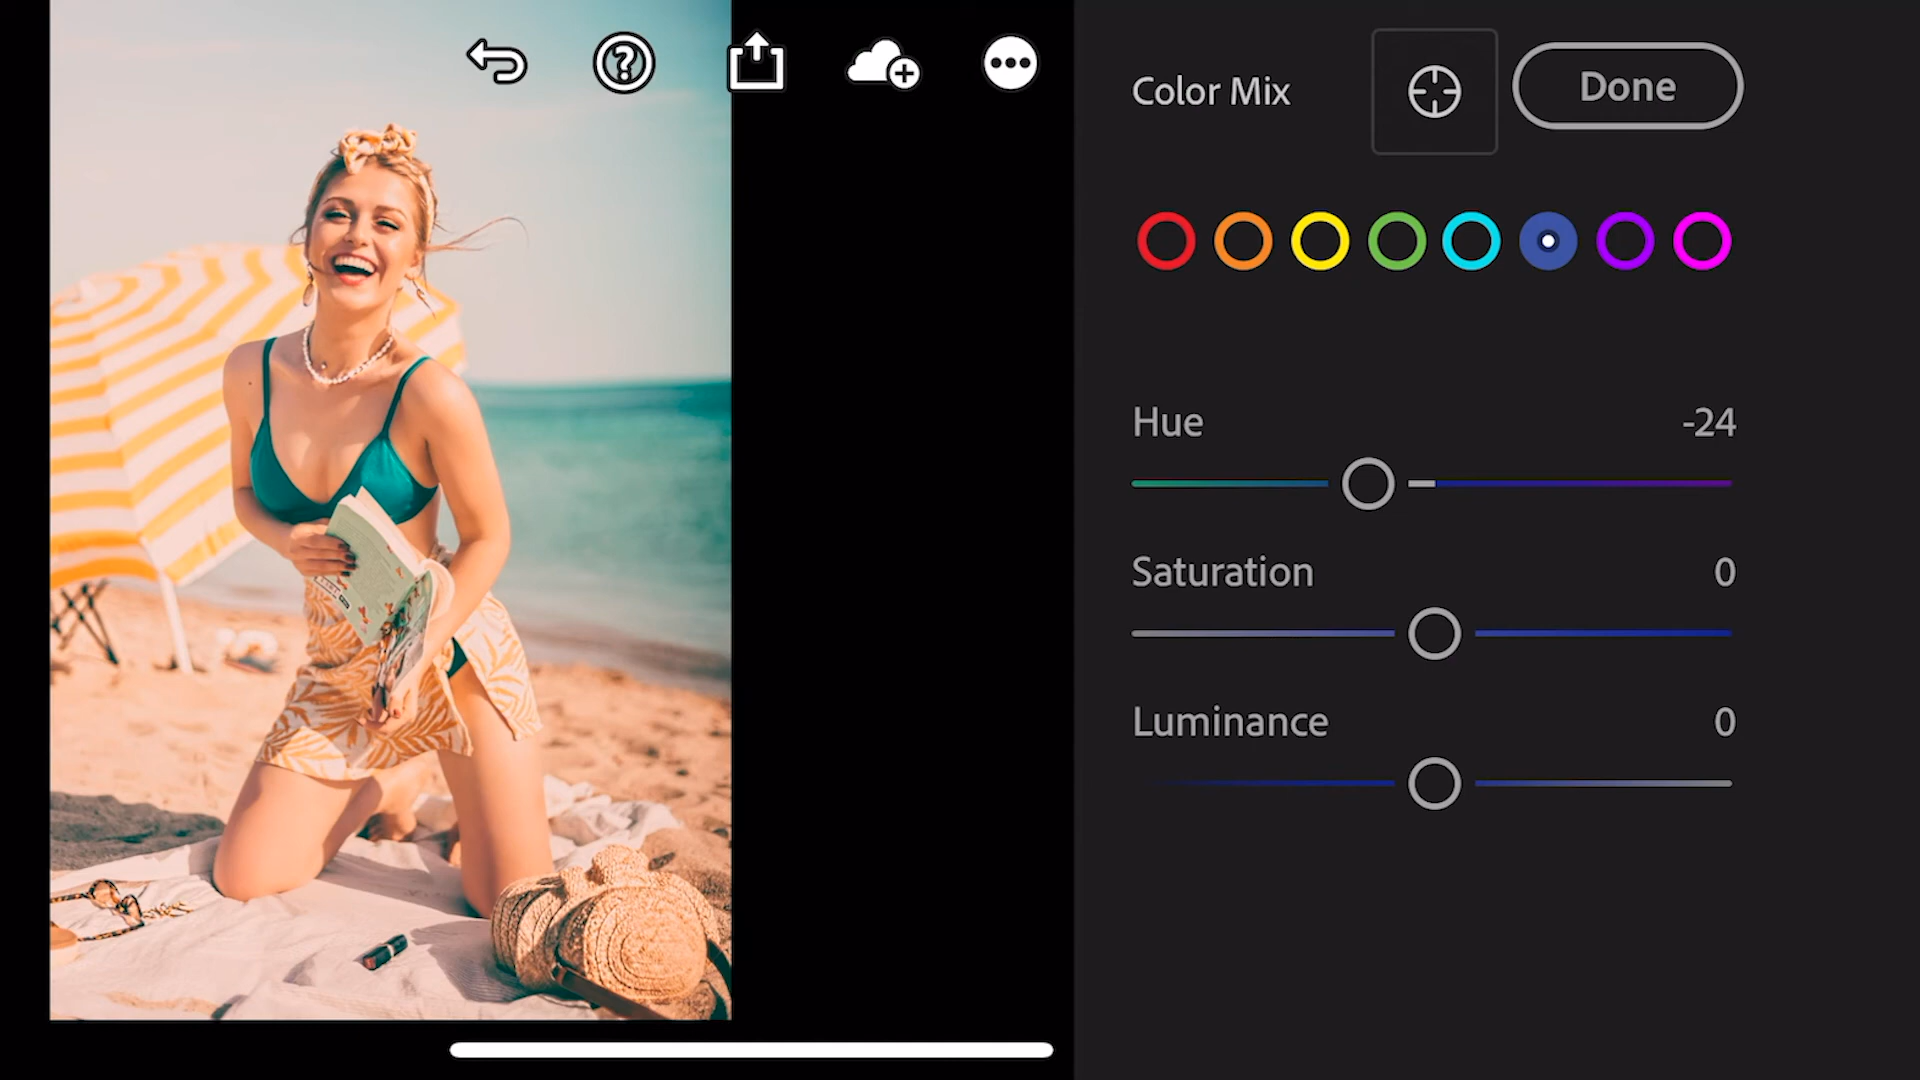 Color Mix
Done
Hue -24
Saturation 0
Luminance 0